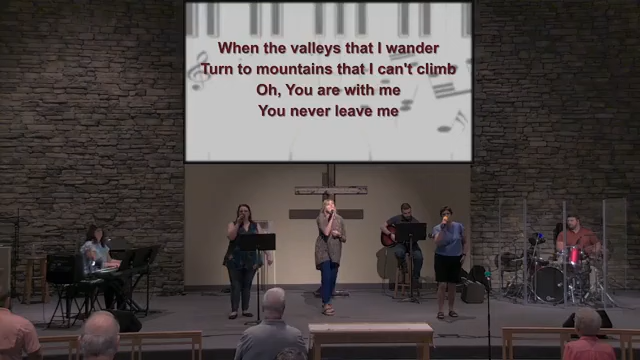 When the valleys that I wander
Turn to mountains that I can't climb
Oh, You are with me
You never leave me